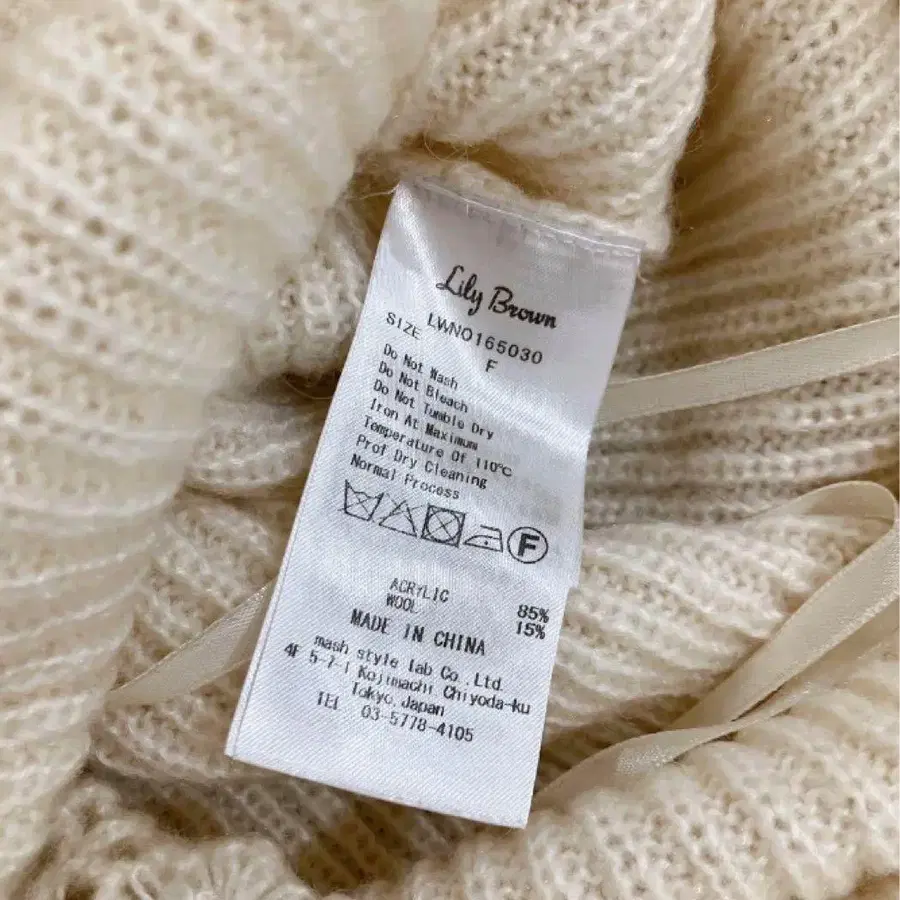 Lily Brown
LWNO165030
SIZE F
Do Not Wash
Do Not Bleach
Do Not Tumble Dry
Iron At Maximum
Temperature Of 110℃
Prof Dry Cleaning
Normal Process
F
ACRYLIC 85%
WOOL 15%
MADE IN CHINA
mash style lab Co.,Ltd.
4F 5-7-1 Kojimachi Chiyoda-ku
Tokyo,Japan
TEL 03-5778-4105